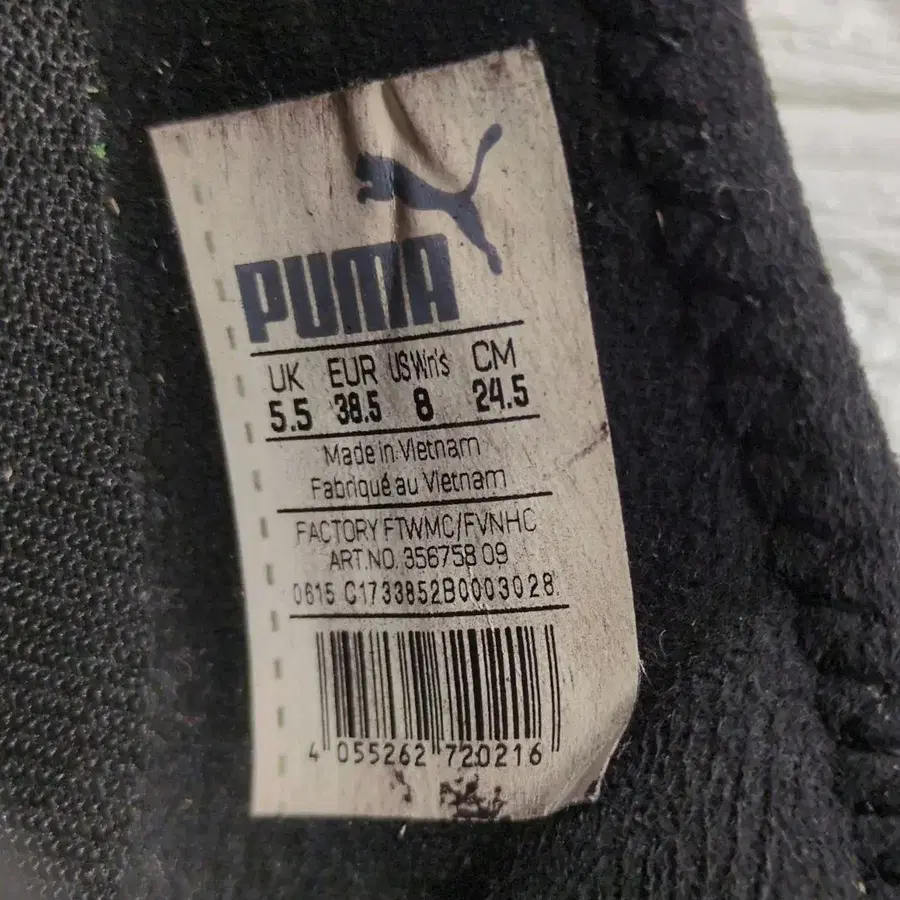 PUMA
UK EUR US Wn's CM
5.5 38.5 8 24.5
Made in Vietnam
Fabriqué au Vietnam
FACTORY FTWMC/FVNHC
ART.NO. 356758 09
0615 C1733852B0003028
4 055262 720216